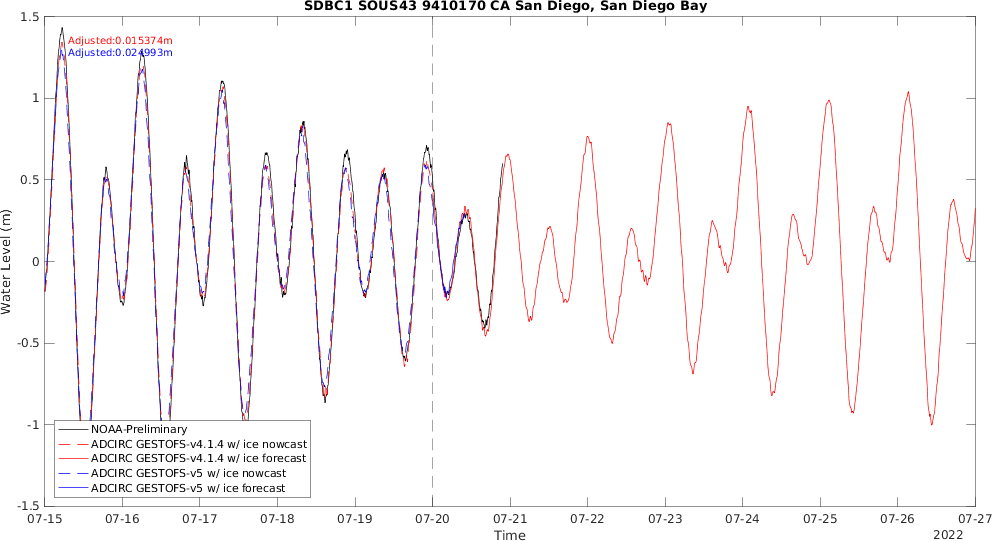 SDBC1 SOUS43 9410170 CA San Diego, San Diego Bay
1.5
Adjusted:0.015374m
Adjusted:0.024993m
1
0.5
0
-0.5
-1
-1.5
Water Level (m)
NOAA-Preliminary
ADCIRC GESTOFS-v4.1.4 w/ ice nowcast
ADCIRC GESTOFS-v4.1.4 w/ ice forecast
ADCIRC GESTOFS-v5 w/ ice nowcast
ADCIRC GESTOFS-v5 w/ ice forecast
07-15 07-16 07-17 07-18 07-19 07-20 07-21 07-22 07-23 07-24 07-25 07-26 07-27
Time
2022